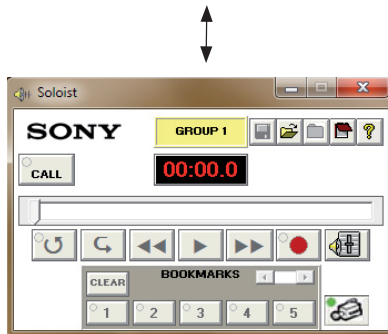 Soloist
SONY
GROUP 1
?
CALL
00:00.0
BOOKMARKS
CLEAR
1 2 3 4 5